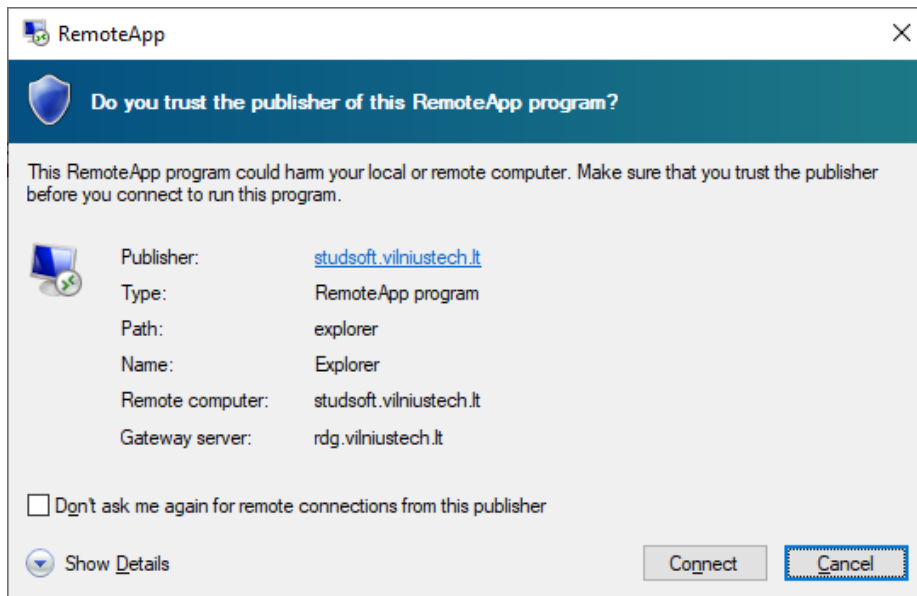 RemoteApp
Do you trust the publisher of this RemoteApp program?
This RemoteApp program could harm your local or remote computer. Make sure that you trust the publisher
before you connect to run this program.
Publisher: studsoft.vilniustech.lt
Type: RemoteApp program
Path: explorer
Name: Explorer
Remote computer: studsoft.vilniustech.lt
Gateway server: rdg.vilniustech.lt
Don't ask me again for remote connections from this publisher
Show Details Connect Cancel